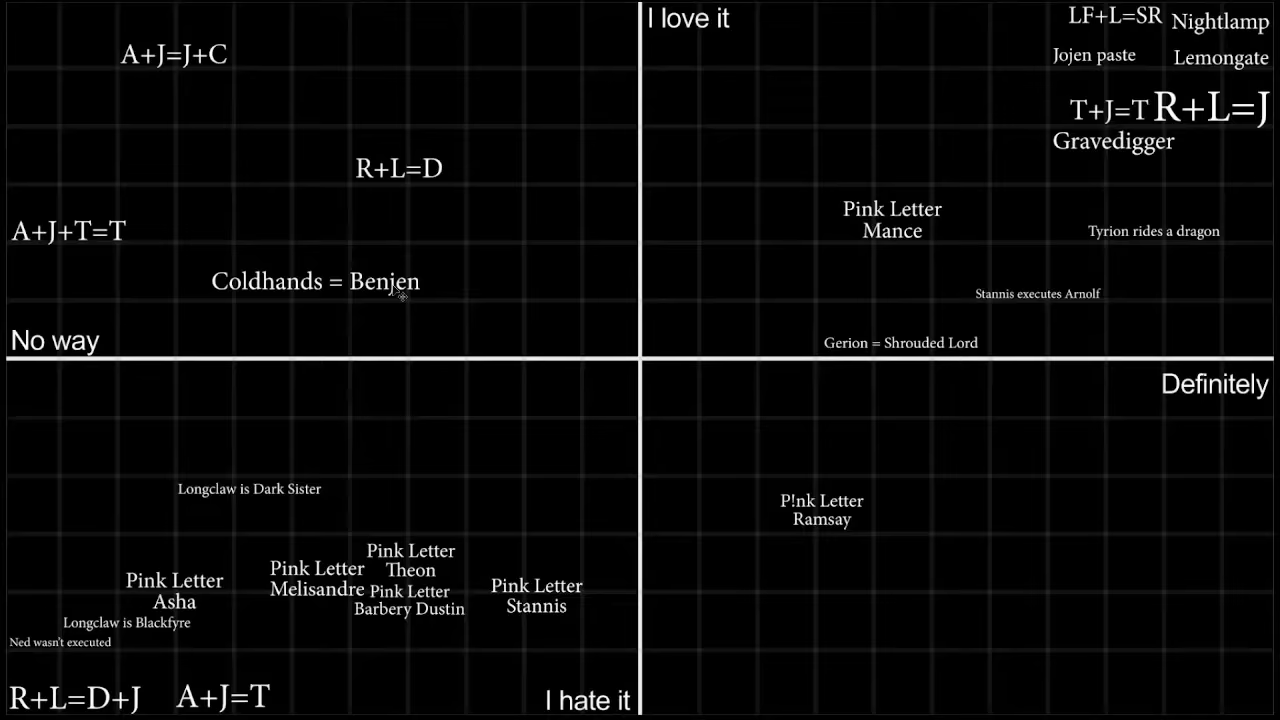 A+J=J+C
R+L=D
A+J+T=T
Coldhands = Benjen
No way
I love it
LF+L=SR
Nightlamp
Jojen paste
Lemongate
T+J=T
R+L=J
Gravedigger
Pink Letter
Mance
Tyrion rides a dragon
Stannis executes Arnolf
Gerion = Shrouded Lord
Longclaw is Dark Sister
Pink Letter
Theon
Pink Letter
Melisandre
Pink Letter
Barbery Dustin
Pink Letter
Stannis
Pink Letter
Asha
Longclaw is Blackfyre
Ned wasn't executed
R+L=D+J
A+J=T
I hate it
Definitely
P!nk Letter
Ramsay